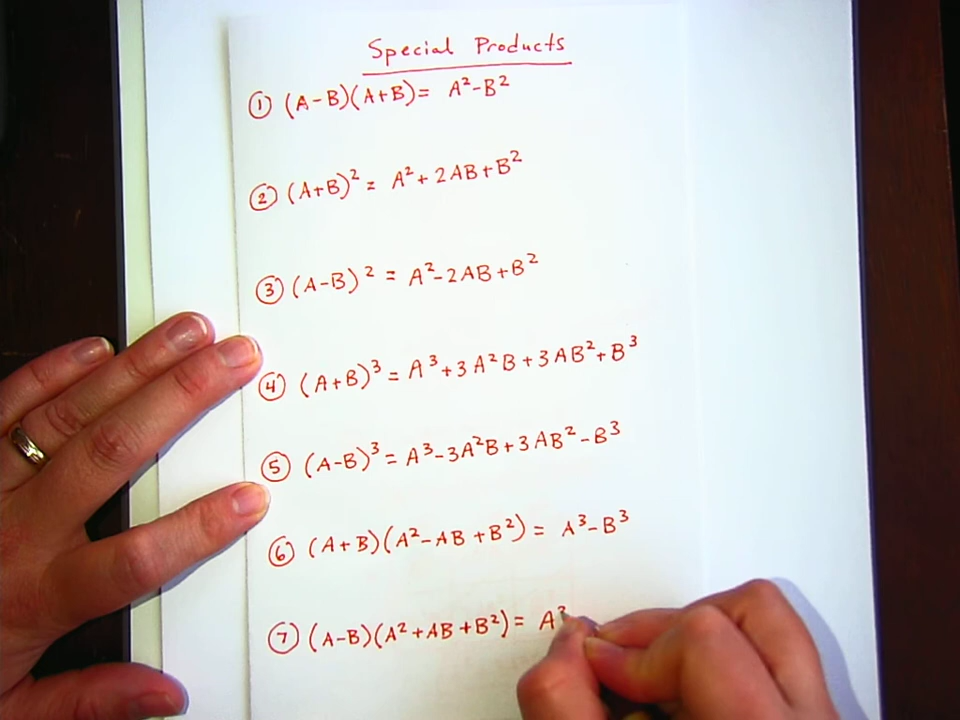 Special Products
① (A-B)(A+B)= A²-B²
② (A+B)² = A²+2AB+B²
③ (A-B)² = A²-2AB+B²
④ (A+B)³ = A³+3A²B+3AB²+B³
⑤ (A-B)³ = A³-3A²B+3AB²-B³
⑥ (A+B)(A²-AB+B²) = A³-B³
⑦ (A-B)(A²+AB+B²) = A³